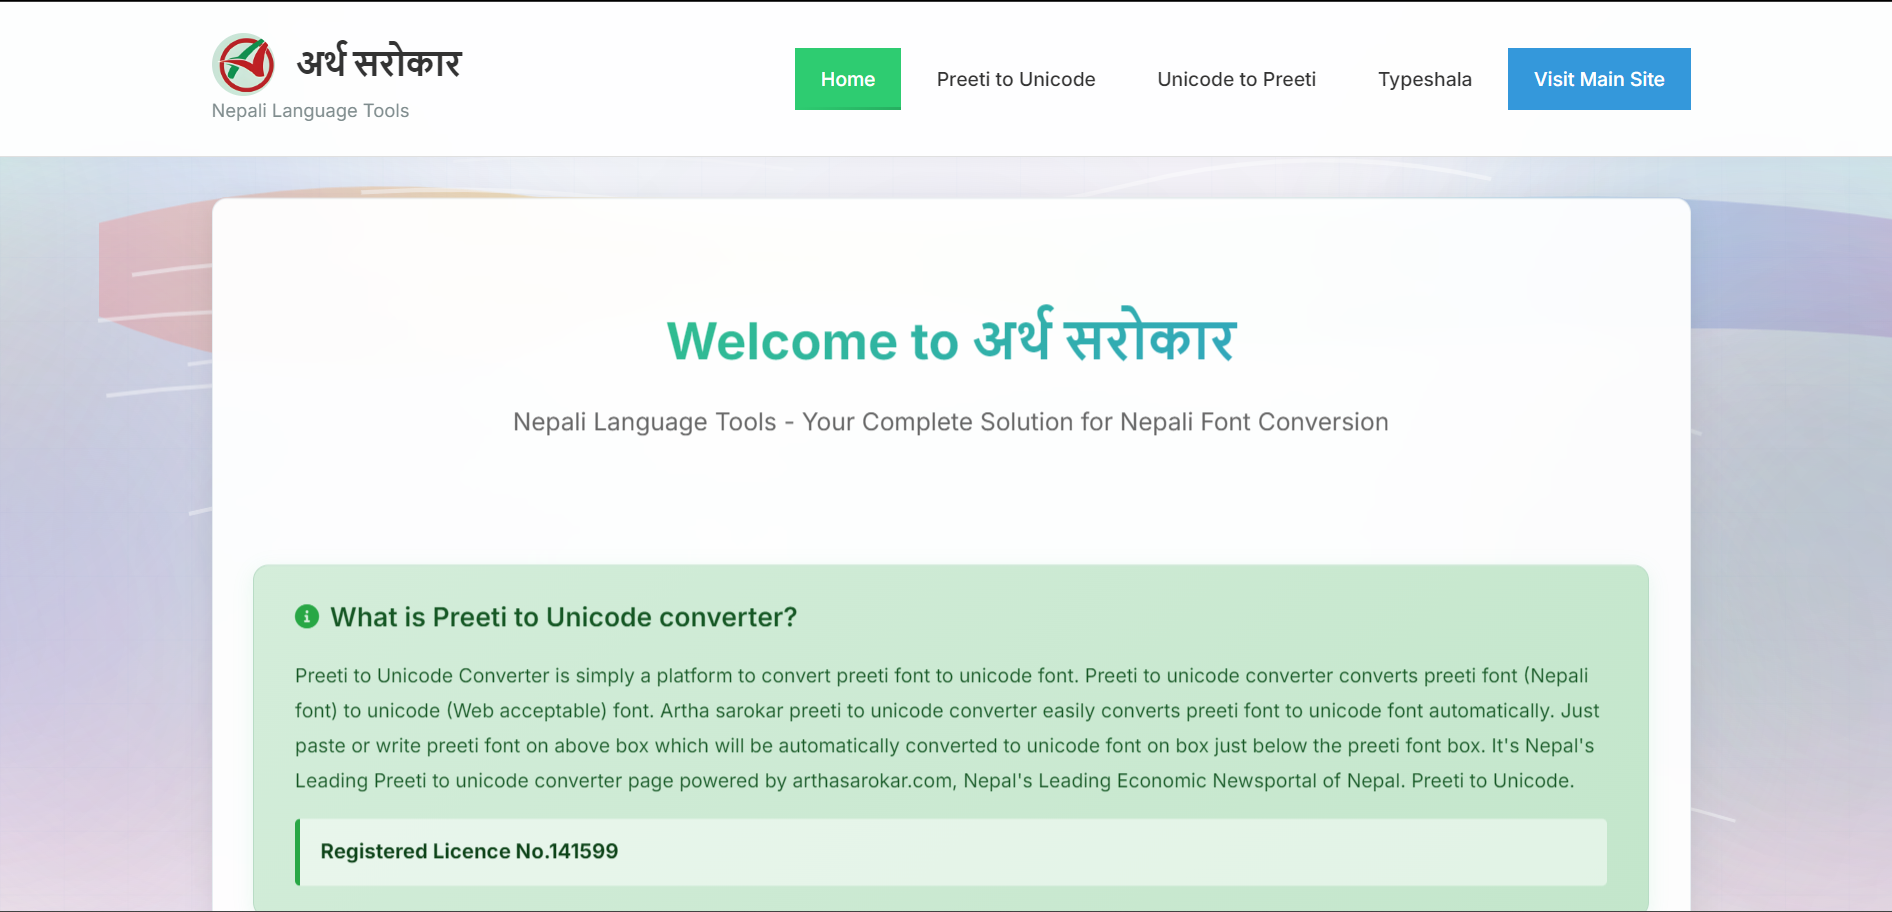 अर्थ सरोकार
Nepali Language Tools
Home
Preeti to Unicode
Unicode to Preeti
Typeshala
Visit Main Site
Welcome to अर्थ सरोकार
Nepali Language Tools - Your Complete Solution for Nepali Font Conversion
What is Preeti to Unicode converter?
Preeti to Unicode Converter is simply a platform to convert preeti font to unicode font. Preeti to unicode converter converts preeti font (Nepali
font) to unicode (Web acceptable) font. Artha sarokar preeti to unicode converter easily converts preeti font to unicode font automatically. Just
paste or write preeti font on above box which will be automatically converted to unicode font on box just below the preeti font box. It's Nepal's
Leading Preeti to unicode converter page powered by arthasarokar.com, Nepal's Leading Economic Newsportal of Nepal. Preeti to Unicode.
Registered Licence No.141599